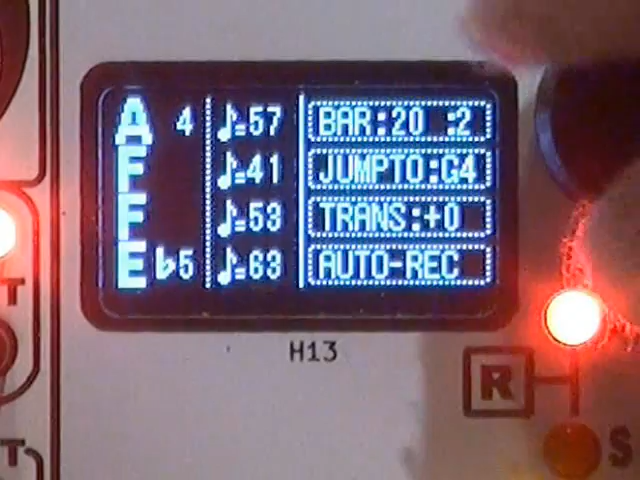 A 4 ♪=57 BAR:20 :2
F ♪=41 JUMPTO:G4
F ♪=53 TRANS:+0
E ♭5 ♪=63 AUTO-REC
H13
R
T
S
T